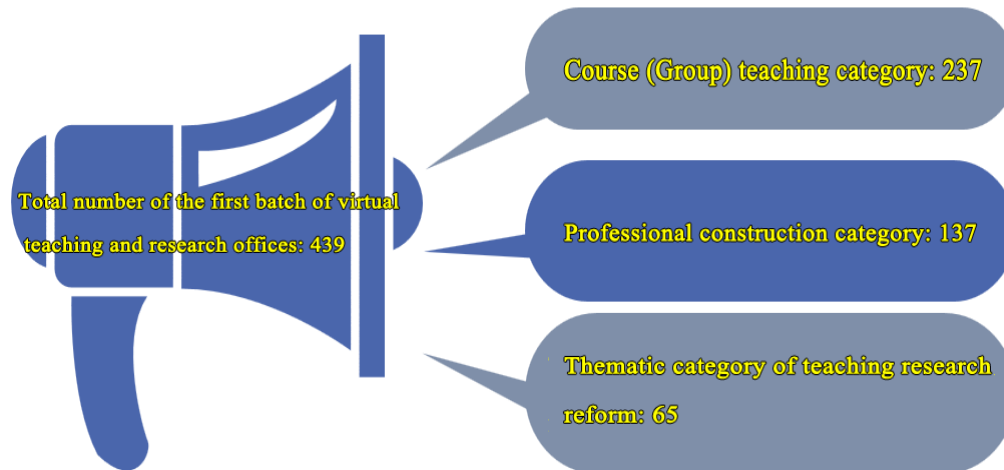 Total number of the first batch of virtual
teaching and research offices: 439
Course (Group) teaching category: 237
Professional construction category: 137
Thematic category of teaching research
reform: 65